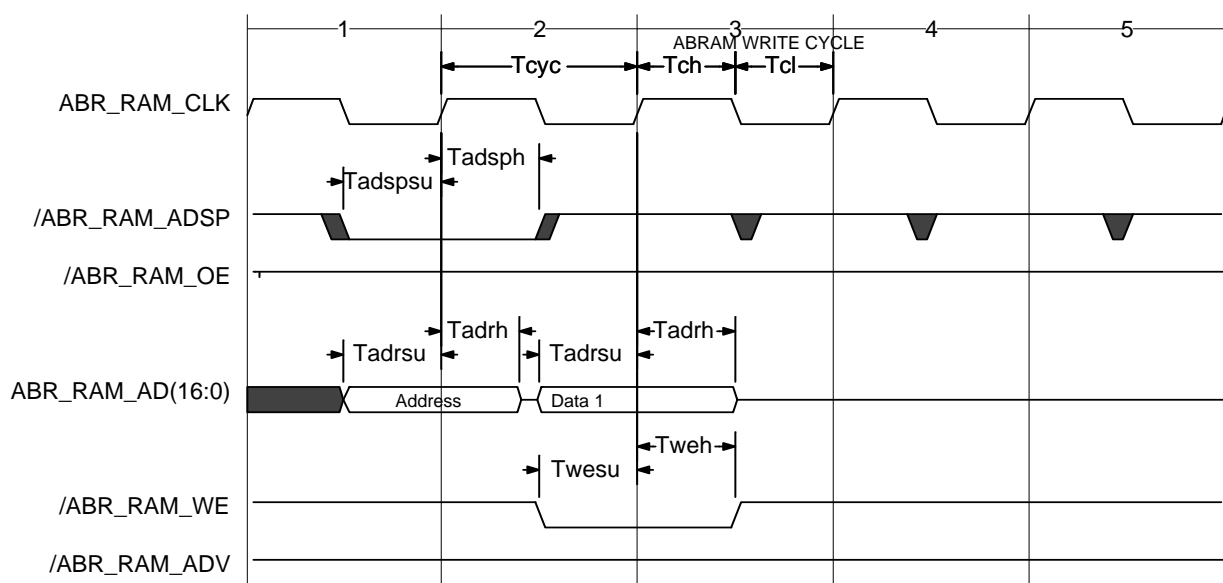 1 2 3 4 5
ABRAM WRITE CYCLE
Tcyc Tch Tcl
ABR_RAM_CLK
Tadsph
Tadspsu
/ABR_RAM_ADSP
/ABR_RAM_OE
Tadrh Tadrh
Tadrsu Tadrsu
ABR_RAM_AD(16:0)
Address Data 1
Tweh
Twesu
/ABR_RAM_WE
/ABR_RAM_ADV